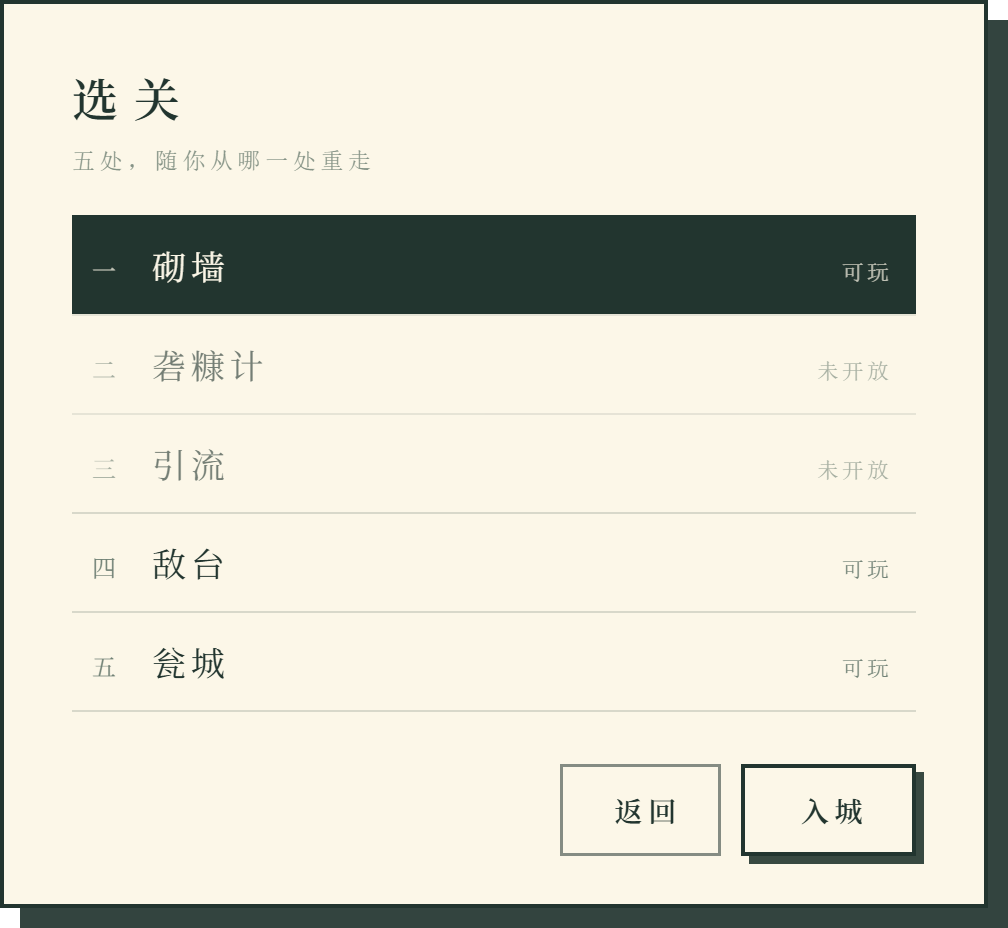 选关
五处，随你从哪一处重走
一 砌墙 可玩
二 砻糠计 未开放
三 引流 未开放
四 敌台 可玩
五 瓮城 可玩
返回 入城